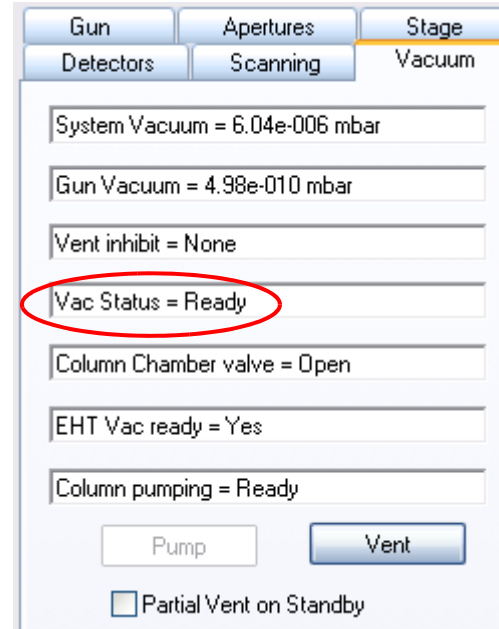 Gun Apertures Stage
Detectors Scanning Vacuum
System Vacuum = 6.04e-006 mbar
Gun Vacuum = 4.98e-010 mbar
Vent inhibit = None
Vac Status = Ready
Column Chamber valve = Open
EHT Vac ready = Yes
Column pumping = Ready
Pump Vent
Partial Vent on Standby